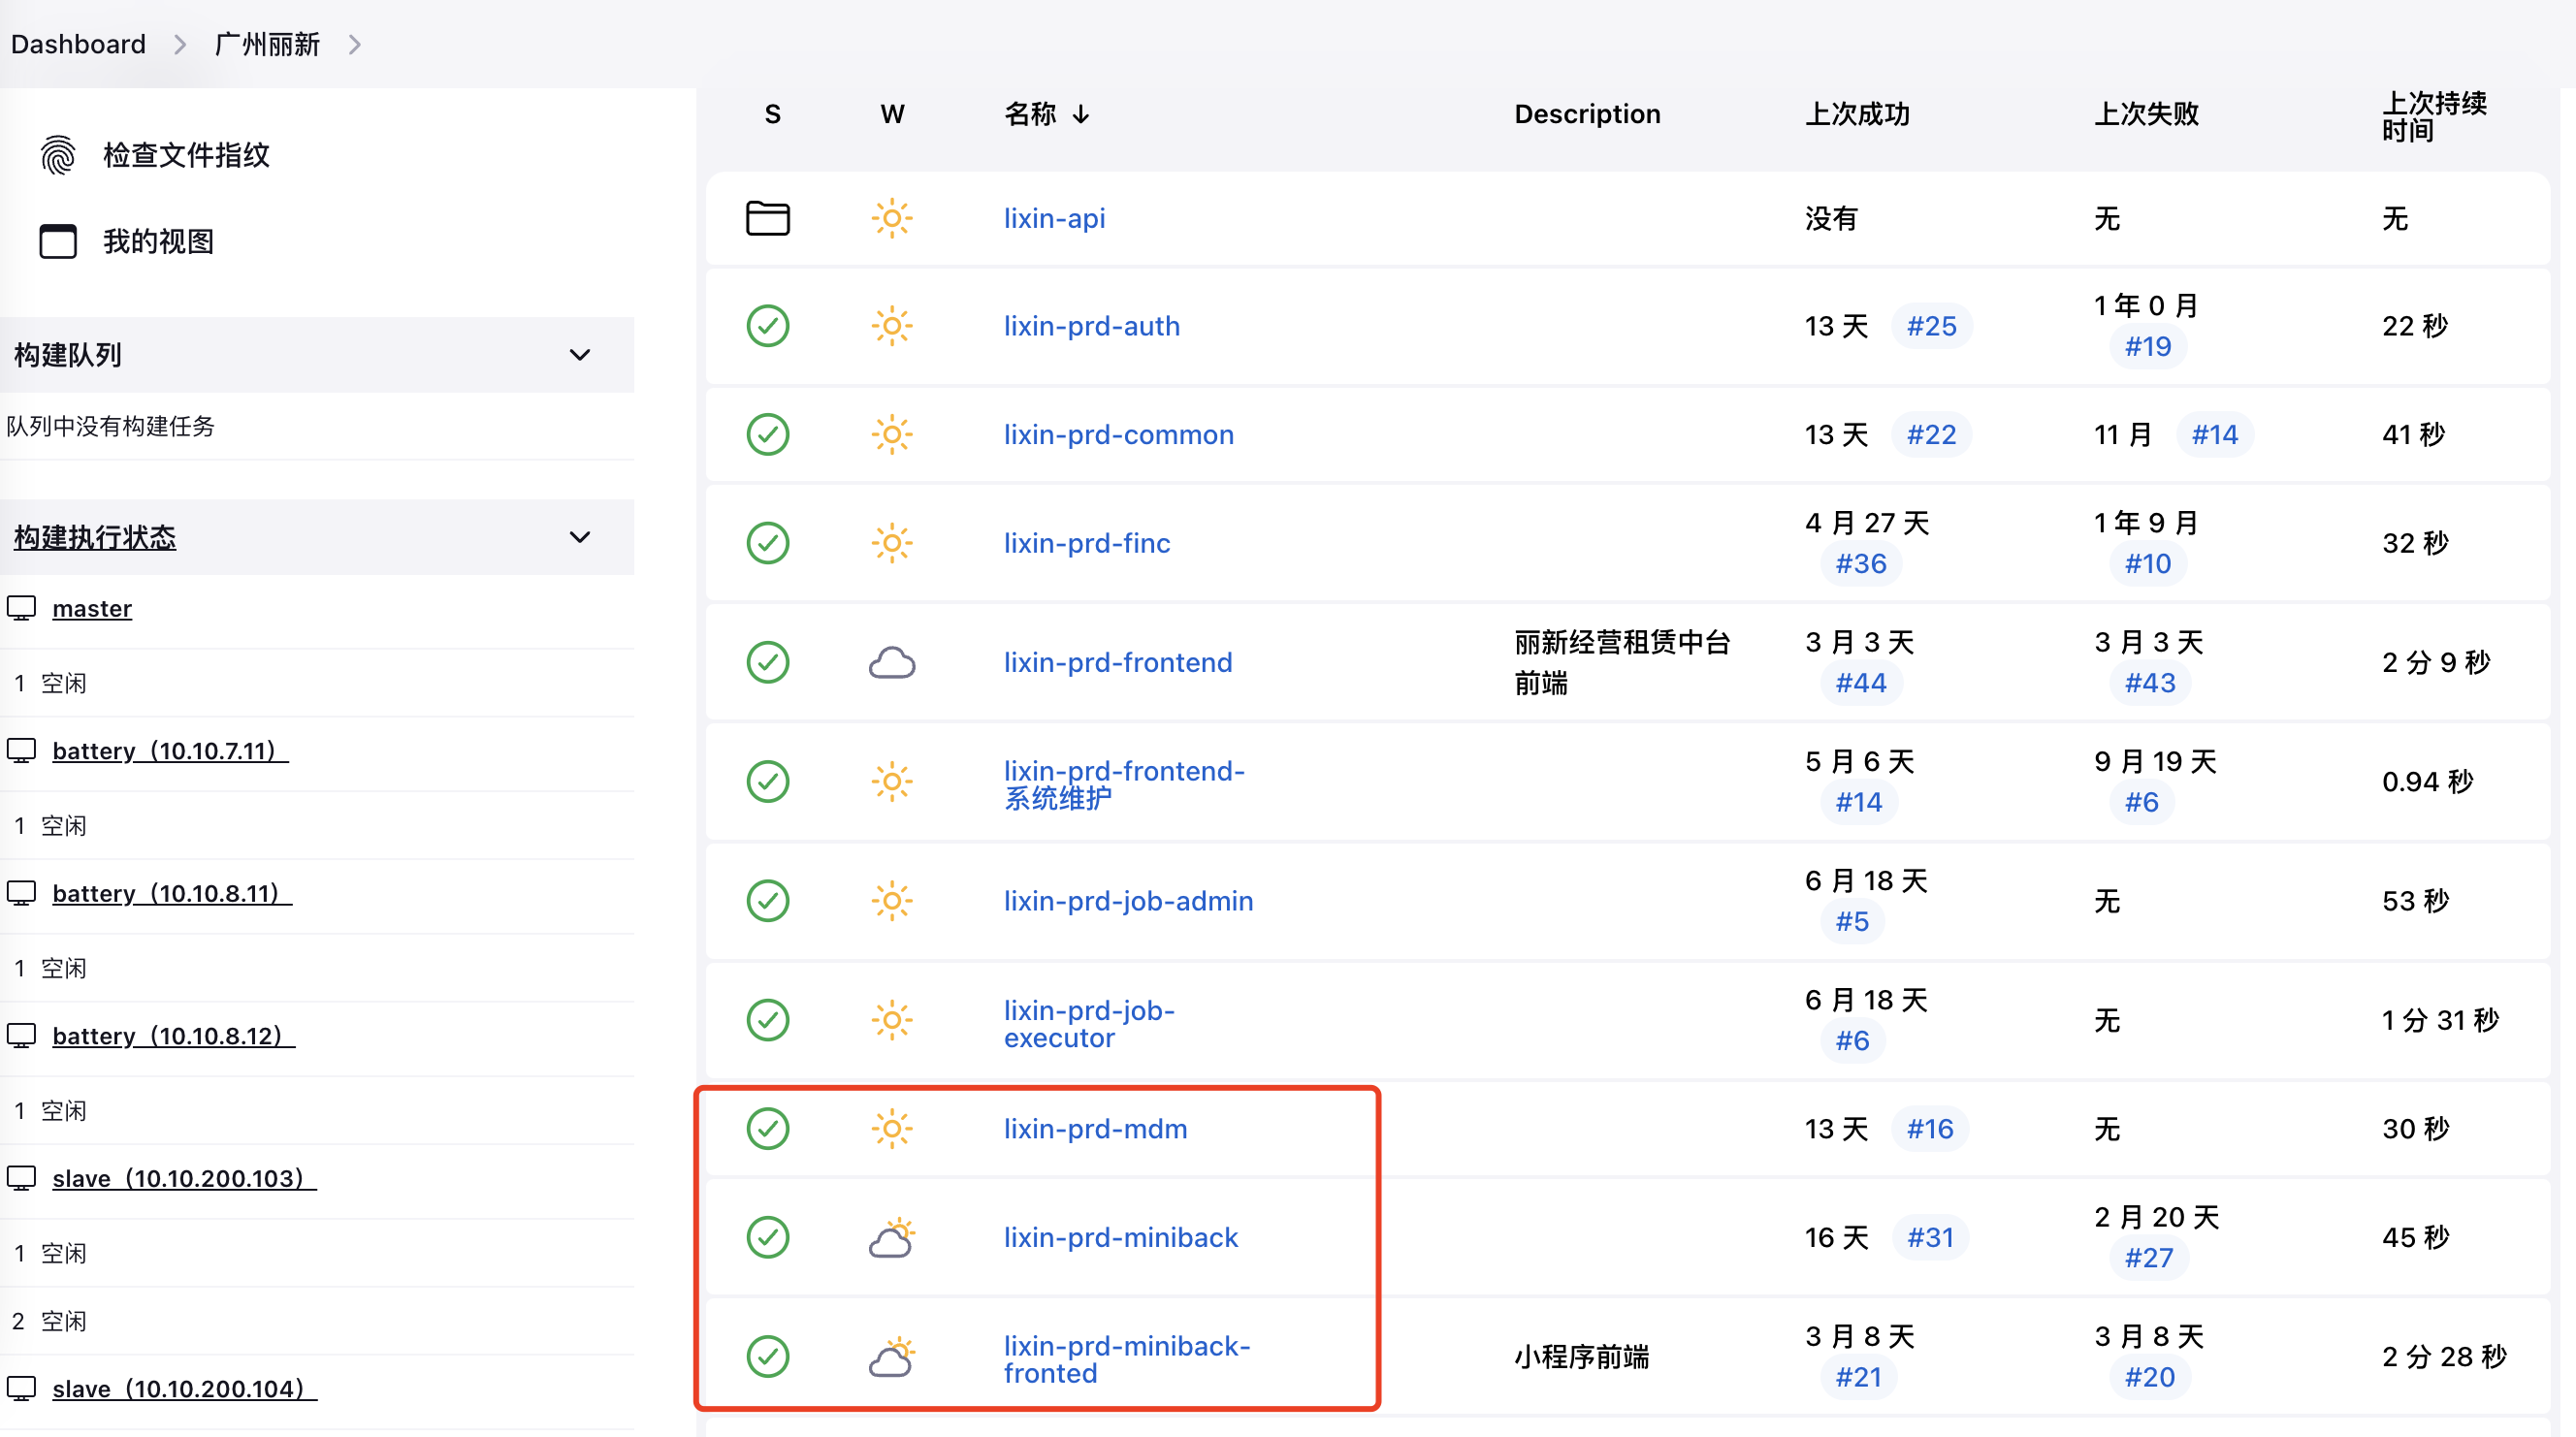 Dashboard
广州丽新
检查文件指纹
我的视图
构建队列
队列中没有构建任务
构建执行状态
master
1 空闲
battery（10.10.7.11）
1 空闲
battery（10.10.8.11）
1 空闲
battery（10.10.8.12）
1 空闲
slave（10.10.200.103）
1 空闲
2 空闲
slave（10.10.200.104）
S W 名称 ↓ Description 上次成功 上次失败 上次持续
时间
lixin-api 没有 无 无
lixin-prd-auth 13 天 #25 1 年 0 月
#19
22 秒
lixin-prd-common 13 天 #22 11 月 #14 41 秒
lixin-prd-finc 4 月 27 天
#36
1 年 9 月
#10
32 秒
lixin-prd-frontend 丽新经营租赁中台
前端
3 月 3 天
#44
3 月 3 天
#43
2 分 9 秒
lixin-prd-frontend-
系统维护
5 月 6 天
#14
9 月 19 天
#6
0.94 秒
lixin-prd-job-admin 6 月 18 天
#5
无 53 秒
lixin-prd-job-
executor
6 月 18 天
#6
无 1 分 31 秒
lixin-prd-mdm 13 天 #16 无 30 秒
lixin-prd-miniback 16 天 #31 2 月 20 天
#27
45 秒
lixin-prd-miniback-
fronted
小程序前端 3 月 8 天
#21
3 月 8 天
#20
2 分 28 秒